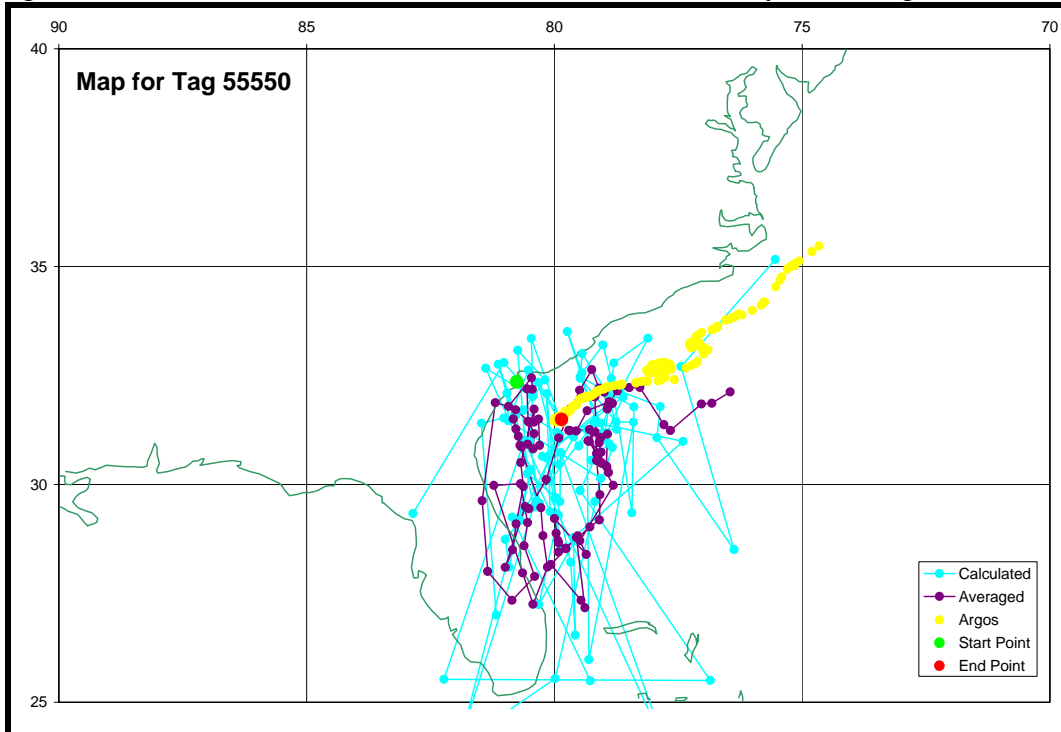 90 85 80 75 70
40
Map for Tag 55550
35
30
Calculated
Averaged
Argos
Start Point
End Point
25